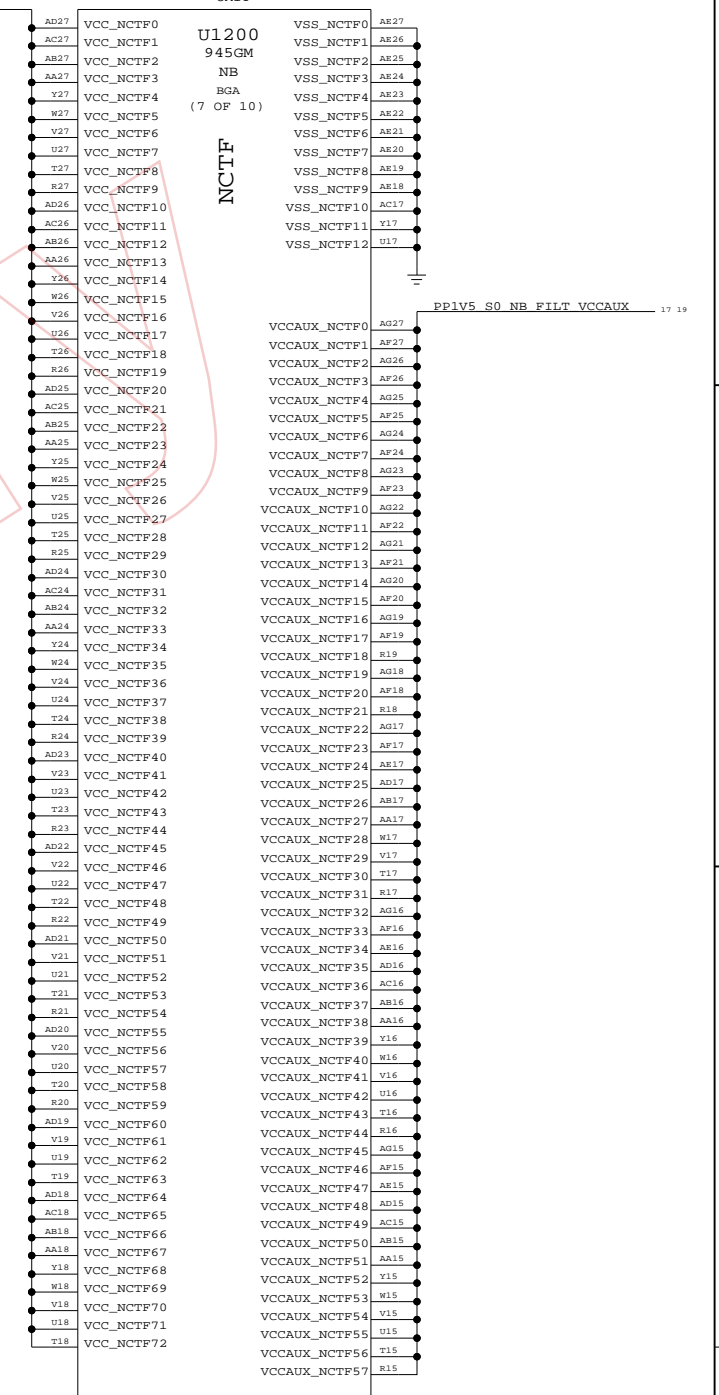 AD27 VCC_NCTF0
AC27 VCC_NCTF1
AB27 VCC_NCTF2
AA27 VCC_NCTF3
Y27 VCC_NCTF4
W27 VCC_NCTF5
V27 VCC_NCTF6
U27 VCC_NCTF7
T27 VCC_NCTF8
R27 VCC_NCTF9
AD26 VCC_NCTF10
AC26 VCC_NCTF11
AB26 VCC_NCTF12
AA26 VCC_NCTF13
Y26 VCC_NCTF14
W26 VCC_NCTF15
V26 VCC_NCTF16
U26 VCC_NCTF17
T26 VCC_NCTF18
R26 VCC_NCTF19
AD25 VCC_NCTF20
AC25 VCC_NCTF21
AB25 VCC_NCTF22
AA25 VCC_NCTF23
Y25 VCC_NCTF24
W25 VCC_NCTF25
V25 VCC_NCTF26
U25 VCC_NCTF27
T25 VCC_NCTF28
R25 VCC_NCTF29
AD24 VCC_NCTF30
AC24 VCC_NCTF31
AB24 VCC_NCTF32
AA24 VCC_NCTF33
Y24 VCC_NCTF34
W24 VCC_NCTF35
V24 VCC_NCTF36
U24 VCC_NCTF37
T24 VCC_NCTF38
R24 VCC_NCTF39
AD23 VCC_NCTF40
V23 VCC_NCTF41
U23 VCC_NCTF42
T23 VCC_NCTF43
R23 VCC_NCTF44
AD22 VCC_NCTF45
V22 VCC_NCTF46
U22 VCC_NCTF47
T22 VCC_NCTF48
R22 VCC_NCTF49
AD21 VCC_NCTF50
V21 VCC_NCTF51
U21 VCC_NCTF52
T21 VCC_NCTF53
R21 VCC_NCTF54
AD20 VCC_NCTF55
V20 VCC_NCTF56
U20 VCC_NCTF57
T20 VCC_NCTF58
R20 VCC_NCTF59
AD19 VCC_NCTF60
V19 VCC_NCTF61
U19 VCC_NCTF62
T19 VCC_NCTF63
AD18 VCC_NCTF64
AC18 VCC_NCTF65
AB18 VCC_NCTF66
AA18 VCC_NCTF67
Y18 VCC_NCTF68
W18 VCC_NCTF69
V18 VCC_NCTF70
U18 VCC_NCTF71
T18 VCC_NCTF72
U1200
945GM
NB
BGA
(7 OF 10)
NCTF
VSS_NCTF0 AE27
VSS_NCTF1 AE26
VSS_NCTF2 AE25
VSS_NCTF3 AE24
VSS_NCTF4 AE23
VSS_NCTF5 AE22
VSS_NCTF6 AE21
VSS_NCTF7 AE20
VSS_NCTF8 AE19
VSS_NCTF9 AE18
VSS_NCTF10 AC17
VSS_NCTF11 Y17
VSS_NCTF12 U17
PP1V5_S0_NB_FILT_VCCAUX 17 19
VCCAUX_NCTF0 AG27
VCCAUX_NCTF1 AF27
VCCAUX_NCTF2 AG26
VCCAUX_NCTF3 AF26
VCCAUX_NCTF4 AG25
VCCAUX_NCTF5 AF25
VCCAUX_NCTF6 AG24
VCCAUX_NCTF7 AF24
VCCAUX_NCTF8 AG23
VCCAUX_NCTF9 AF23
VCCAUX_NCTF10 AG22
VCCAUX_NCTF11 AF22
VCCAUX_NCTF12 AG21
VCCAUX_NCTF13 AF21
VCCAUX_NCTF14 AG20
VCCAUX_NCTF15 AF20
VCCAUX_NCTF16 AG19
VCCAUX_NCTF17 AF19
VCCAUX_NCTF18 R19
VCCAUX_NCTF19 AG18
VCCAUX_NCTF20 AF18
VCCAUX_NCTF21 R18
VCCAUX_NCTF22 AG17
VCCAUX_NCTF23 AF17
VCCAUX_NCTF24 AE17
VCCAUX_NCTF25 AD17
VCCAUX_NCTF26 AB17
VCCAUX_NCTF27 AA17
VCCAUX_NCTF28 W17
VCCAUX_NCTF29 V17
VCCAUX_NCTF30 T17
VCCAUX_NCTF31 R17
VCCAUX_NCTF32 AG16
VCCAUX_NCTF33 AF16
VCCAUX_NCTF34 AE16
VCCAUX_NCTF35 AD16
VCCAUX_NCTF36 AC16
VCCAUX_NCTF37 AB16
VCCAUX_NCTF38 AA16
VCCAUX_NCTF39 Y16
VCCAUX_NCTF40 W16
VCCAUX_NCTF41 V16
VCCAUX_NCTF42 U16
VCCAUX_NCTF43 T16
VCCAUX_NCTF44 R16
VCCAUX_NCTF45 AG15
VCCAUX_NCTF46 AF15
VCCAUX_NCTF47 AE15
VCCAUX_NCTF48 AD15
VCCAUX_NCTF49 AC15
VCCAUX_NCTF50 AB15
VCCAUX_NCTF51 AA15
VCCAUX_NCTF52 Y15
VCCAUX_NCTF53 W15
VCCAUX_NCTF54 V15
VCCAUX_NCTF55 U15
VCCAUX_NCTF56 T15
VCCAUX_NCTF57 R15